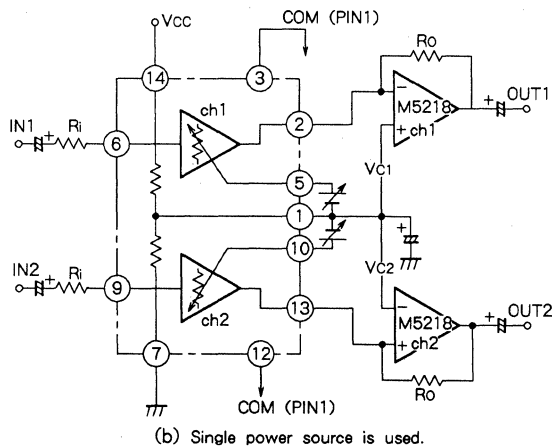 VCC
COM (PIN1)
14
3
Ro
IN1
+
Ri
6
ch1
2
−
M5218
+
ch1
+
OUT1
5
VC1
1
10
+
IN2
+
Ri
9
ch2
13
VC2
−
M5218
+
ch2
+
OUT2
7
12
Ro
COM (PIN1)
(b) Single power source is used.